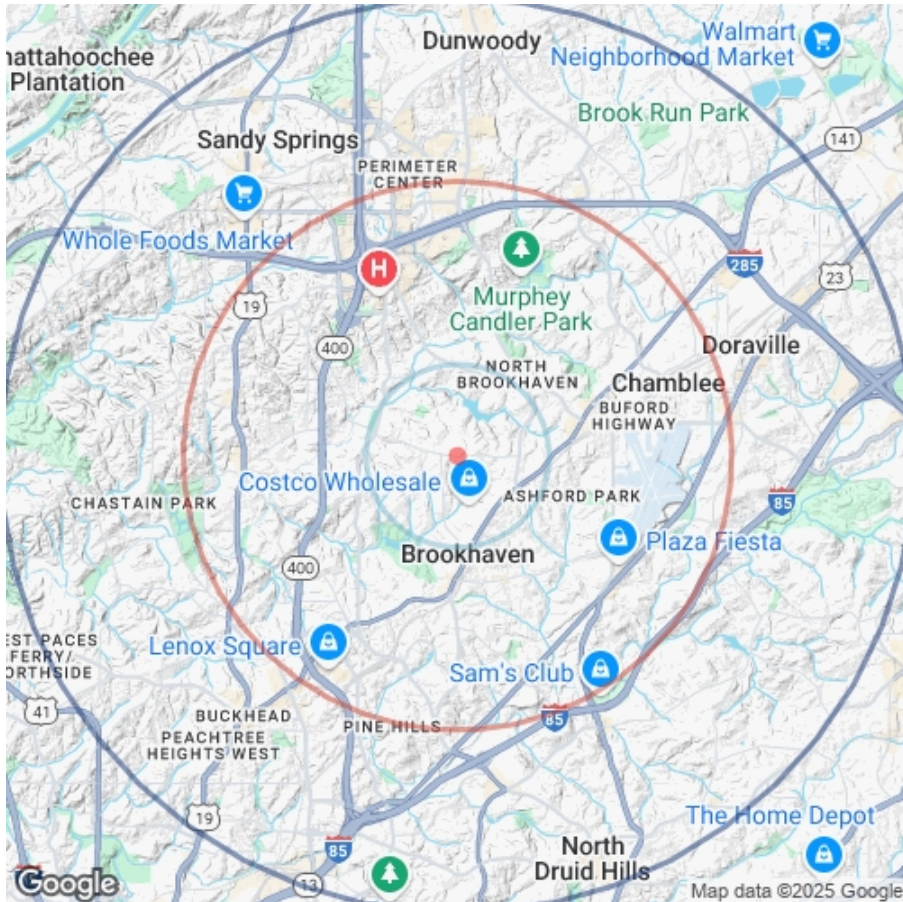 Dunwoody
Walmart
Neighborhood Market
hattahoochee
Plantation
Brook Run Park
141
Sandy Springs
PERIMETER
CENTER
Whole Foods Market
H
285
23
19
Murphey
Candler Park
400
Doraville
NORTH
BROOKHAVEN
Chamblee
BUFORD
HIGHWAY
Costco Wholesale
ASHFORD PARK
CHASTAIN PARK
85
Plaza Fiesta
Brookhaven
400
EST PACES
FERRY/
ORTHSIDE
Lenox Square
Sam's Club
41
BUCKHEAD
85
PINE HILLS
PEACHTREE
HEIGHTS WEST
19
The Home Depot
85
North
Druid Hills
13
Google
Map data ©2025 Google